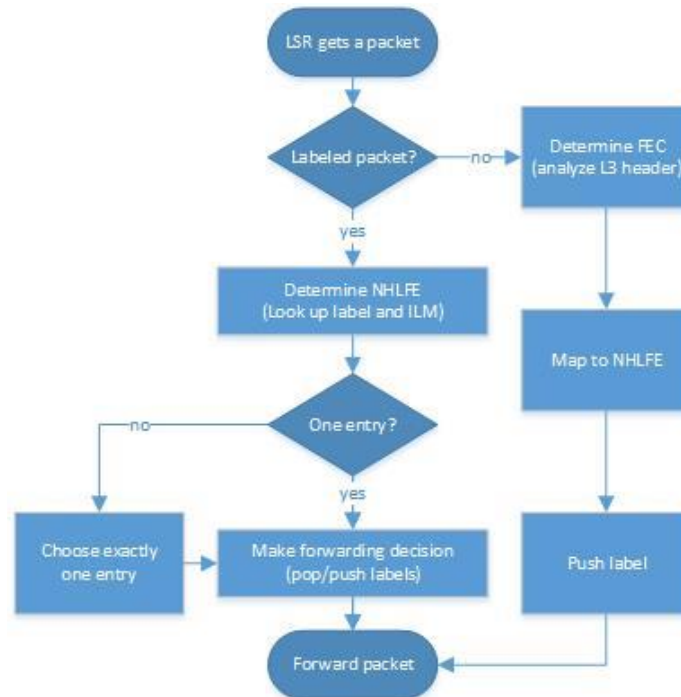 LSR gets a packet
Labeled packet?
no
Determine FEC
(analyze L3 header)
yes
Determine NHLFE
(Look up label and ILM)
Map to NHLFE
One entry?
no
yes
Choose exactly
one entry
Make forwarding decision
(pop/push labels)
Push label
Forward packet